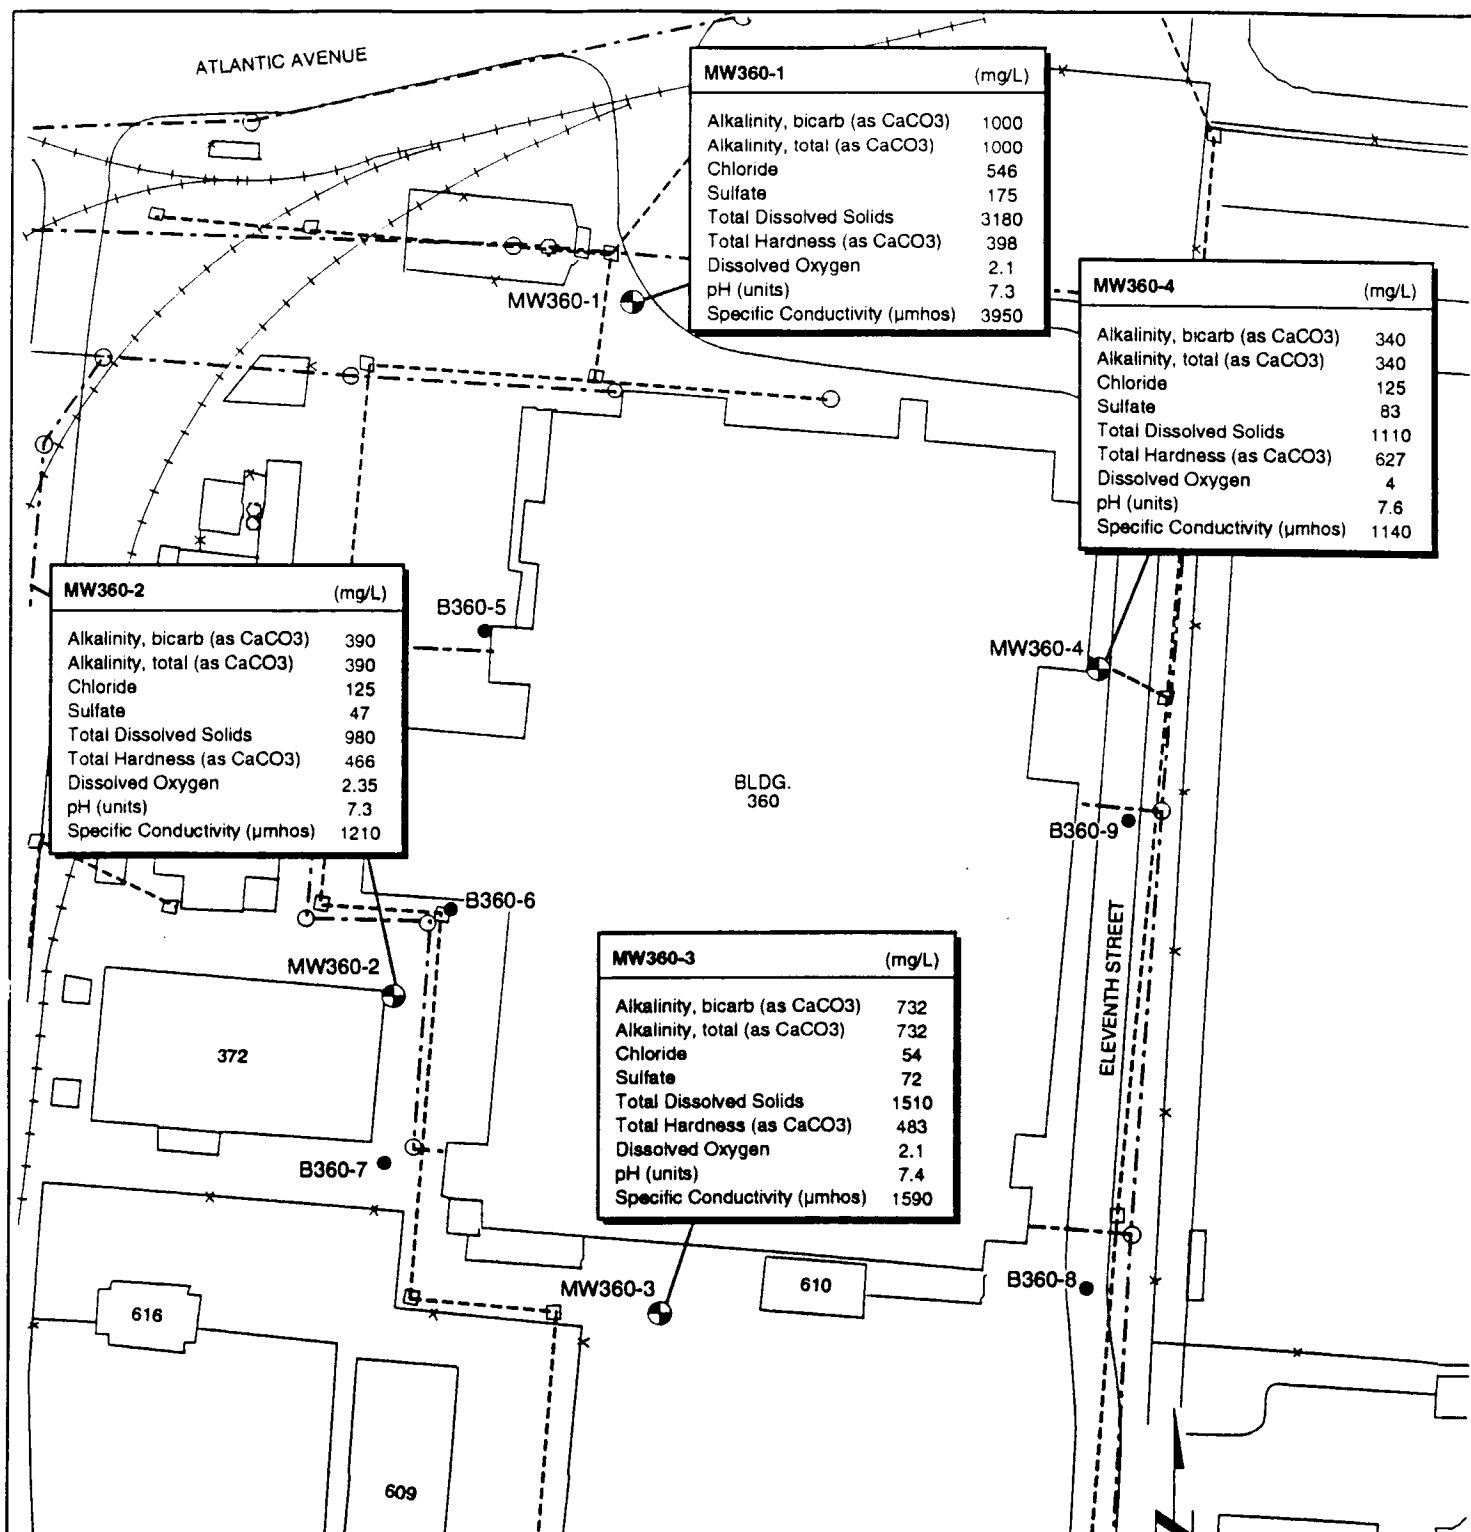 ATLANTIC AVENUE
MW360-1 (mg/L)
Alkalinity, bicarb (as CaCO3) 1000
Alkalinity, total (as CaCO3) 1000
Chloride 546
Sulfate 175
Total Dissolved Solids 3180
Total Hardness (as CaCO3) 398
Dissolved Oxygen 2.1
pH (units) 7.3
Specific Conductivity (µmhos) 3950
MW360-1
MW360-4 (mg/L)
Alkalinity, bicarb (as CaCO3) 340
Alkalinity, total (as CaCO3) 340
Chloride 125
Sulfate 83
Total Dissolved Solids 1110
Total Hardness (as CaCO3) 627
Dissolved Oxygen 4
pH (units) 7.6
Specific Conductivity (µmhos) 1140
MW360-2 (mg/L)
Alkalinity, bicarb (as CaCO3) 390
Alkalinity, total (as CaCO3) 390
Chloride 125
Sulfate 47
Total Dissolved Solids 980
Total Hardness (as CaCO3) 466
Dissolved Oxygen 2.35
pH (units) 7.3
Specific Conductivity (µmhos) 1210
B360-5
MW360-4
BLDG.
360
B360-9
B360-6
ELEVENTH STREET
MW360-2
372
MW360-3 (mg/L)
Alkalinity, bicarb (as CaCO3) 732
Alkalinity, total (as CaCO3) 732
Chloride 54
Sulfate 72
Total Dissolved Solids 1510
Total Hardness (as CaCO3) 483
Dissolved Oxygen 2.1
pH (units) 7.4
Specific Conductivity (µmhos) 1590
B360-7
MW360-3
610
B360-8
616
609